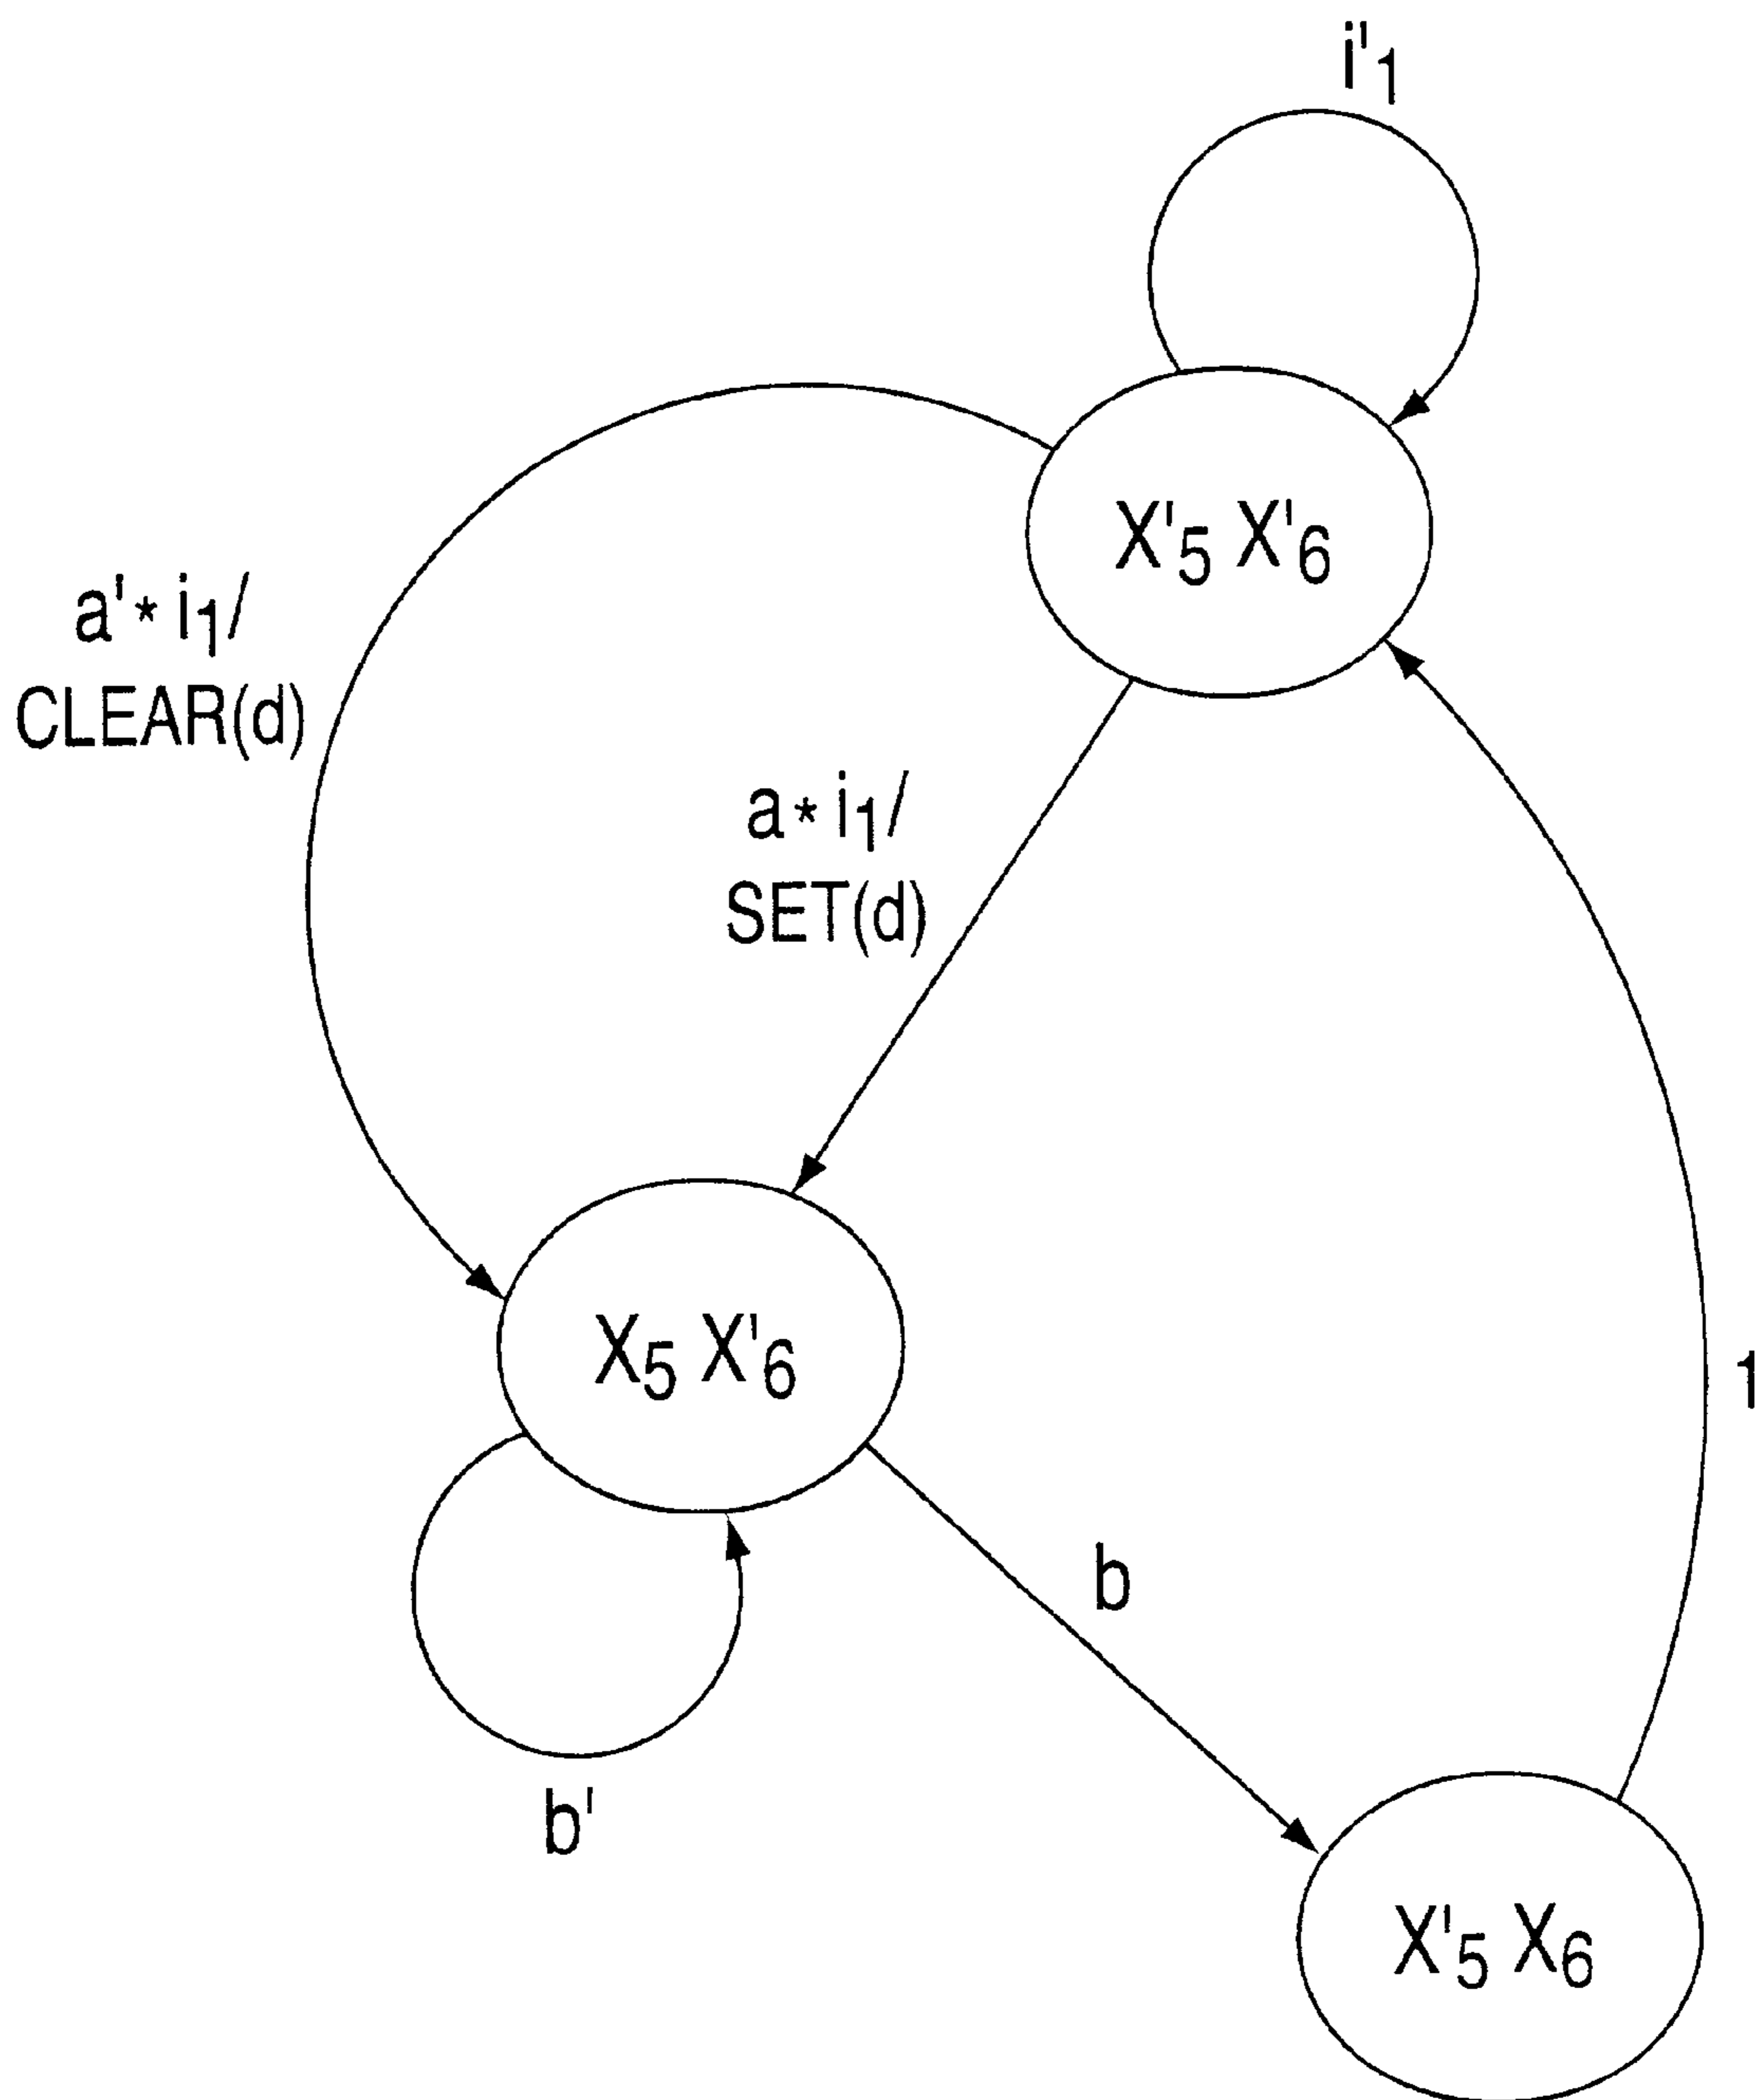 i'1
X'5 X'6
a'* i1/
CLEAR(d)
a* i1/
SET(d)
X5 X'6
1
b
b'
X'5 X6